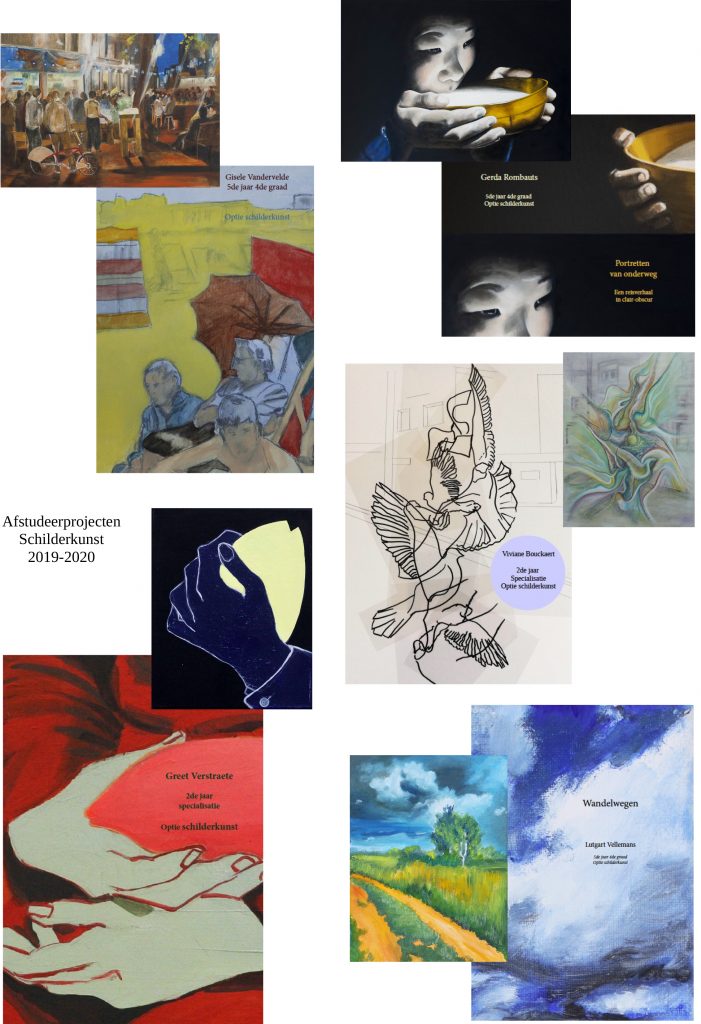 Gisele Vandervelde
5de jaar 4de graad
Optie schilderkunst
Gerda Rombauts
5de jaar 4de graad
Optie schilderkunst
Portretten
van onderweg
Een reisverhaal
in clair-obscur
Viviane Bouckaert
2de jaar
Specialisatie
Optie schilderkunst
Afstudeerprojecten
Schilderkunst
2019-2020
Greet Verstraete
2de jaar
specialisatie
Optie schilderkunst
Wandelwegen
Lutgart Vellemans
5de jaar 4de graad
Optie schilderkunst